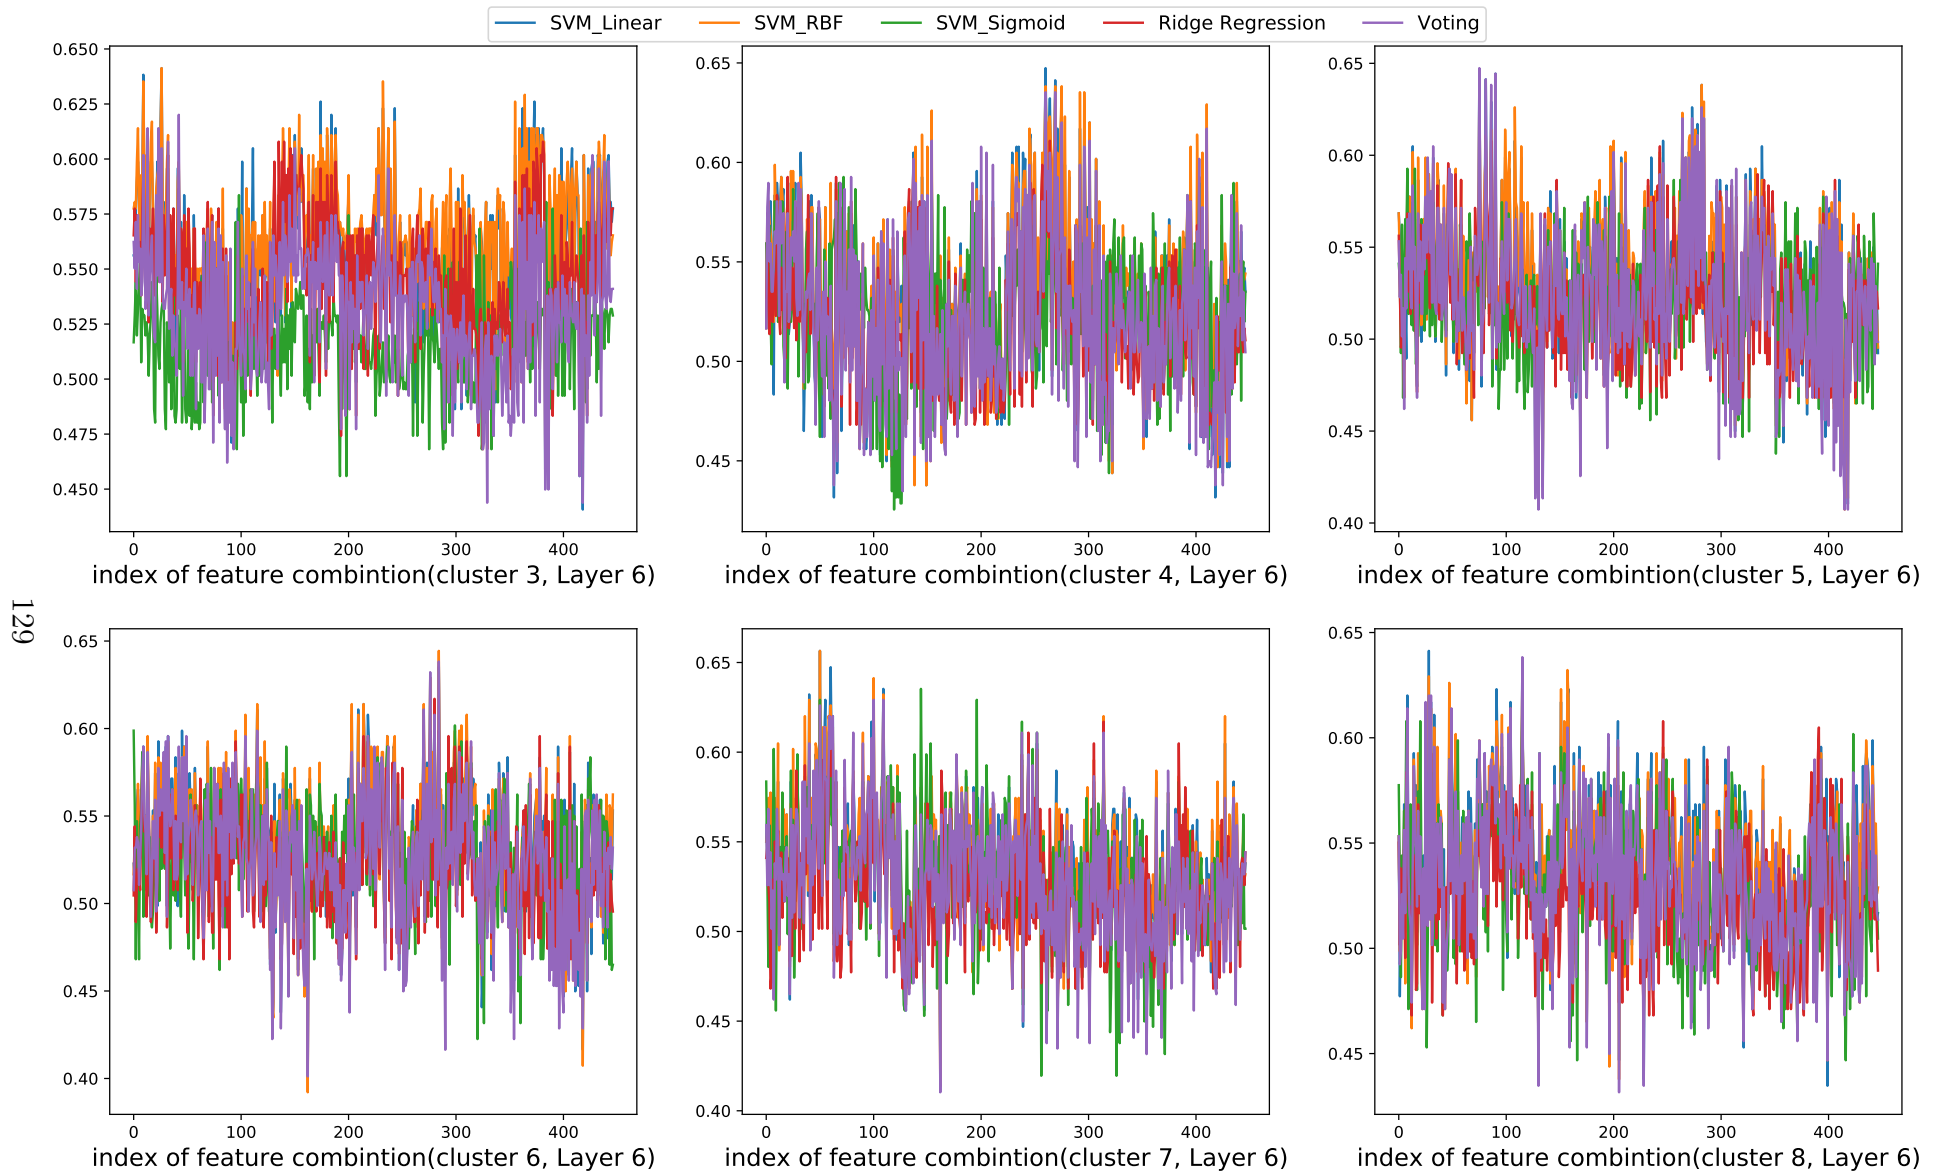 SVM_Linear SVM_RBF SVM_Sigmoid Ridge Regression Voting
0.650
0.625
0.600
0.575
0.550
0.525
0.500
0.475
0.450
0 100 200 300 400
index of feature combintion(cluster 3, Layer 6)
0.65
0.60
0.55
0.50
0.45
0 100 200 300 400
index of feature combintion(cluster 4, Layer 6)
0.65
0.60
0.55
0.50
0.45
0.40
0 100 200 300 400
index of feature combintion(cluster 5, Layer 6)
129
0.65
0.60
0.55
0.50
0.45
0.40
0 100 200 300 400
index of feature combintion(cluster 6, Layer 6)
0.65
0.60
0.55
0.50
0.45
0.40
0 100 200 300 400
index of feature combintion(cluster 7, Layer 6)
0.65
0.60
0.55
0.50
0.45
0 100 200 300 400
index of feature combintion(cluster 8, Layer 6)